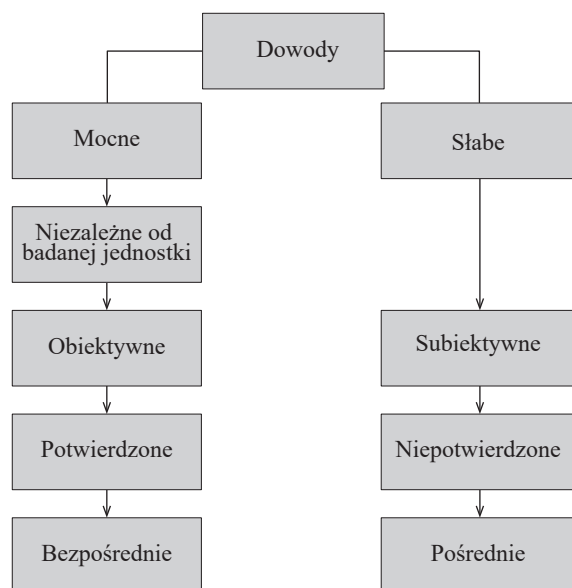 Dowody
Mocne
Słabe
Niezależne od
badanej jednostki
Obiektywne
Subiektywne
Potwierdzone
Niepotwierdzone
Bezpośrednie
Pośrednie